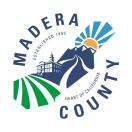 MADERA
ESTABLISHED 1893
HEART OF CALIFORNIA
COUNTY